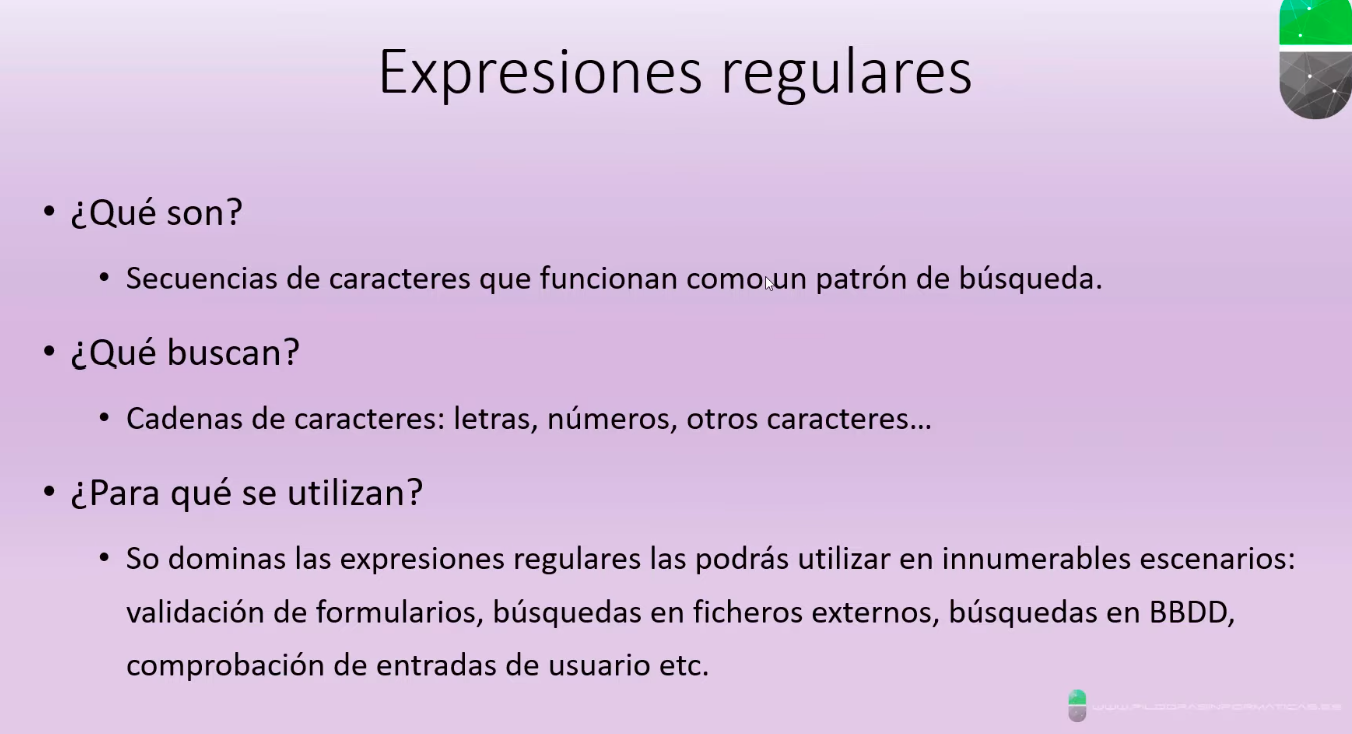 Expresiones regulares
• ¿Qué son?
• Secuencias de caracteres que funcionan como un patrón de búsqueda.
• ¿Qué buscan?
• Cadenas de caracteres: letras, números, otros caracteres…
• ¿Para qué se utilizan?
• So dominas las expresiones regulares las podrás utilizar en innumerables escenarios:
validación de formularios, búsquedas en ficheros externos, búsquedas en BBDD,
comprobación de entradas de usuario etc.
WWW.PILDORASINFORMATICAS.ES